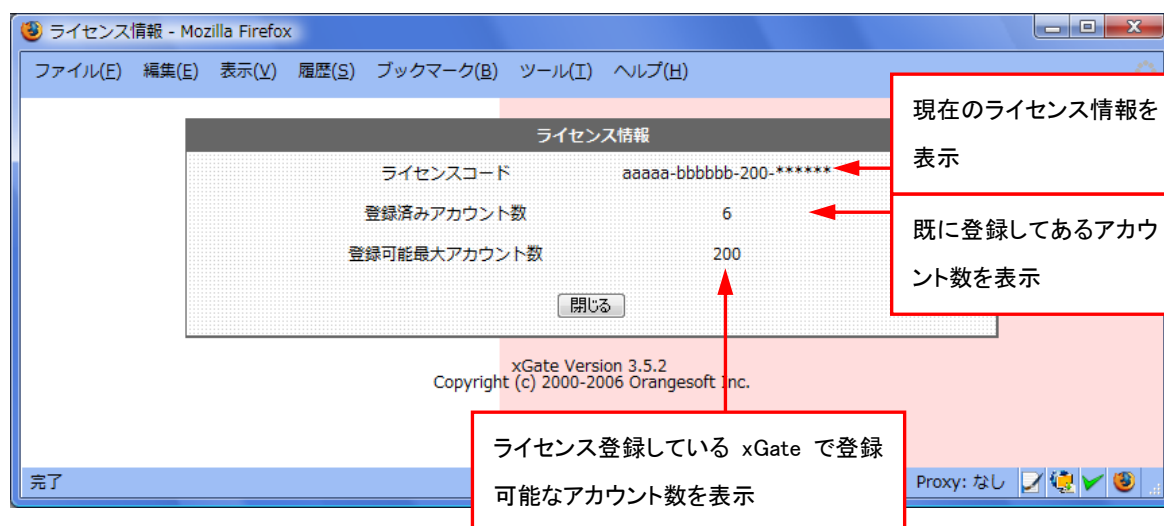 ライセンス情報 - Mozilla Firefox
ファイル(F) 編集(E) 表示(V) 履歴(S) ブックマーク(B) ツール(T) ヘルプ(H)
現在のライセンス情報を
表示
ライセンス情報
ライセンスコード aaaaa-bbbbbb-200-******
登録済みアカウント数 6
既に登録してあるアカウ
ント数を表示
登録可能最大アカウント数 200
閉じる
xGate Version 3.5.2
Copyright (c) 2000-2006 Orangesoft Inc.
ライセンス登録している xGate で登録
可能なアカウント数を表示
完了 Proxy: なし